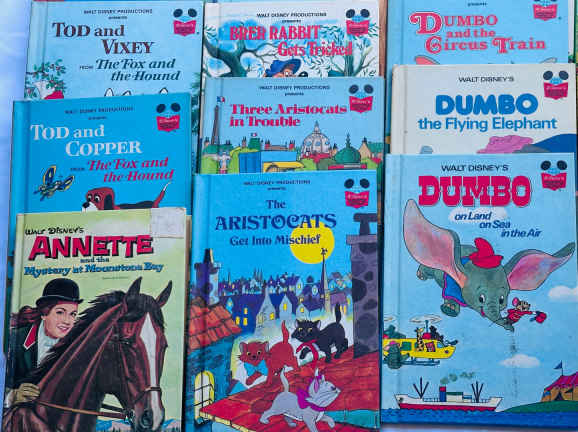 WALT DISNEY PRODUCTIONS
presents
TOD and
VIXEY
FROM The Fox and
the Hound
WALT DISNEY PRODUCTIONS
presents
BRER RABBIT
Gets Tricked
presents
DUMBO
and the
Circus Train
WALT DISNEY PRODUCTIONS
presents
TOD and
COPPER
FROM The Fox and
the Hound
WALT DISNEY PRODUCTIONS
presents
Three Aristocats
in Trouble
WALT DISNEY'S
DUMBO
the Flying Elephant
WALT DISNEY'S
ANNETTE
and the
Mystery at Moonstone Bay
WALT DISNEY PRODUCTIONS
presents
The
ARISTOCATS
Get Into Mischief
WALT DISNEY'S
DUMBO
on Land
on Sea
in the Air